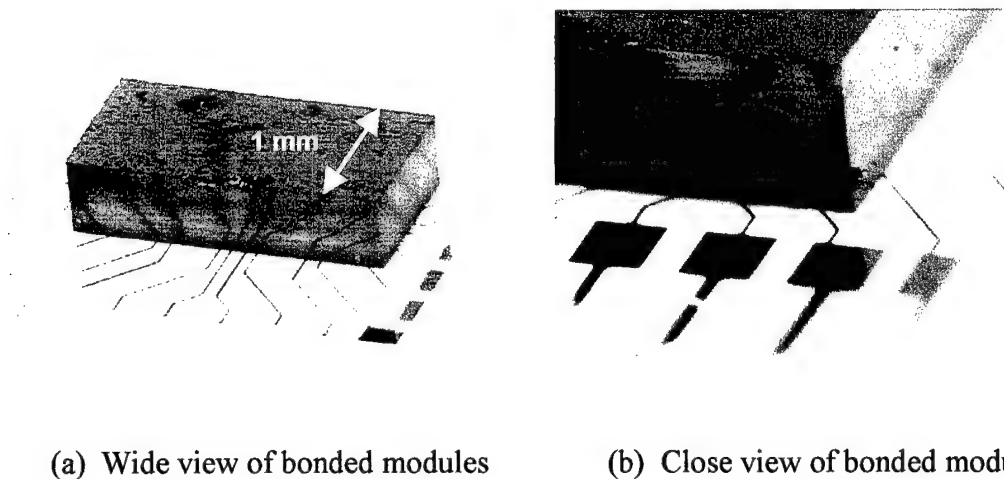 1 mm
(a) Wide view of bonded modules
(b) Close view of bonded modu